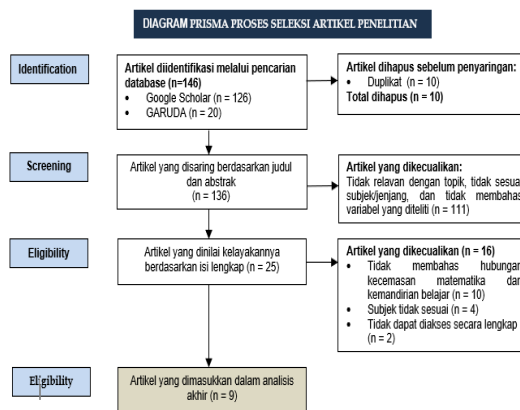 DIAGRAM PRISMA PROSES SELEKSI ARTIKEL PENELITIAN
Identification
Artikel diidentifikasi melalui pencarian
database (n=146)
• Google Scholar (n = 126)
• GARUDA (n = 20)
Artikel dihapus sebelum penyaringan:
• Duplikat (n = 10)
Total dihapus (n = 10)
Screening
Artikel yang disaring berdasarkan judul
dan abstrak
(n = 136)
Artikel yang dikecualikan:
Tidak relavan dengan topik, tidak sesuai
subjek/jenjang, dan tidak membahas
variabel yang diteliti (n = 111)
Eligibility
Artikel yang dinilai kelayakannya
berdasarkan isi lengkap (n = 25)
Artikel yang dikecualikan (n = 16)
• Tidak membahas hubungan
kecemasan matematika dan
kemandirian belajar (n = 10)
• Subjek tidak sesuai (n = 4)
• Tidak dapat diakses secara lengkap
(n = 2)
Eligibility
Artikel yang dimasukkan dalam analisis
akhir (n = 9)